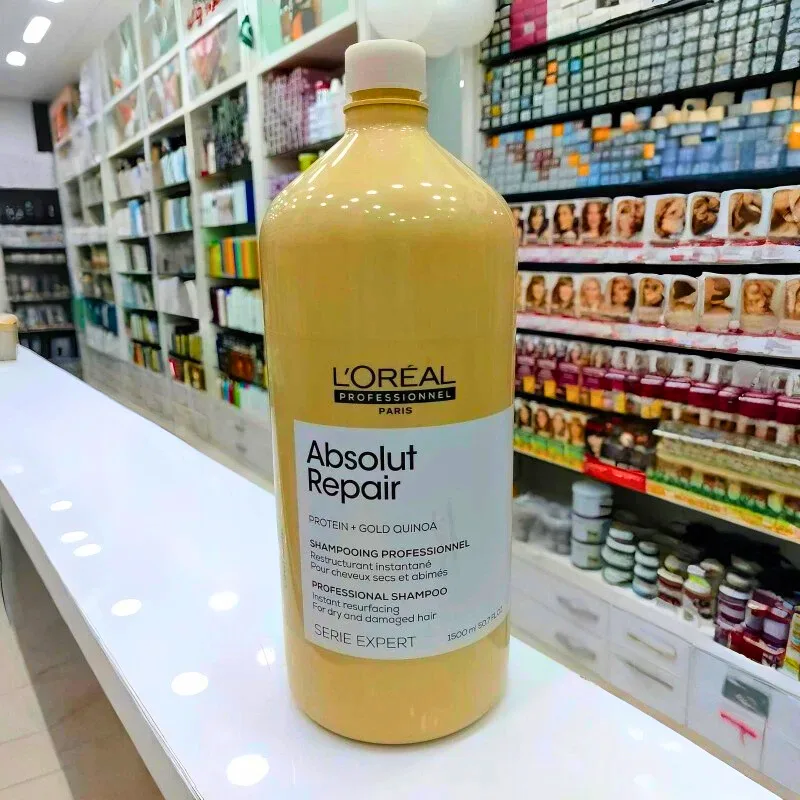 L'ORÉAL
PROFESSIONNEL
PARIS
Absolut
Repair
PROTEIN + GOLD QUINOA
SHAMPOOING PROFESSIONNEL
Restructurant instantané
Pour cheveux secs et abîmés
PROFESSIONAL SHAMPOO
Instant resurfacing
For dry and damaged hair
SERIE EXPERT
1500 ml 50.7 FL.OZ